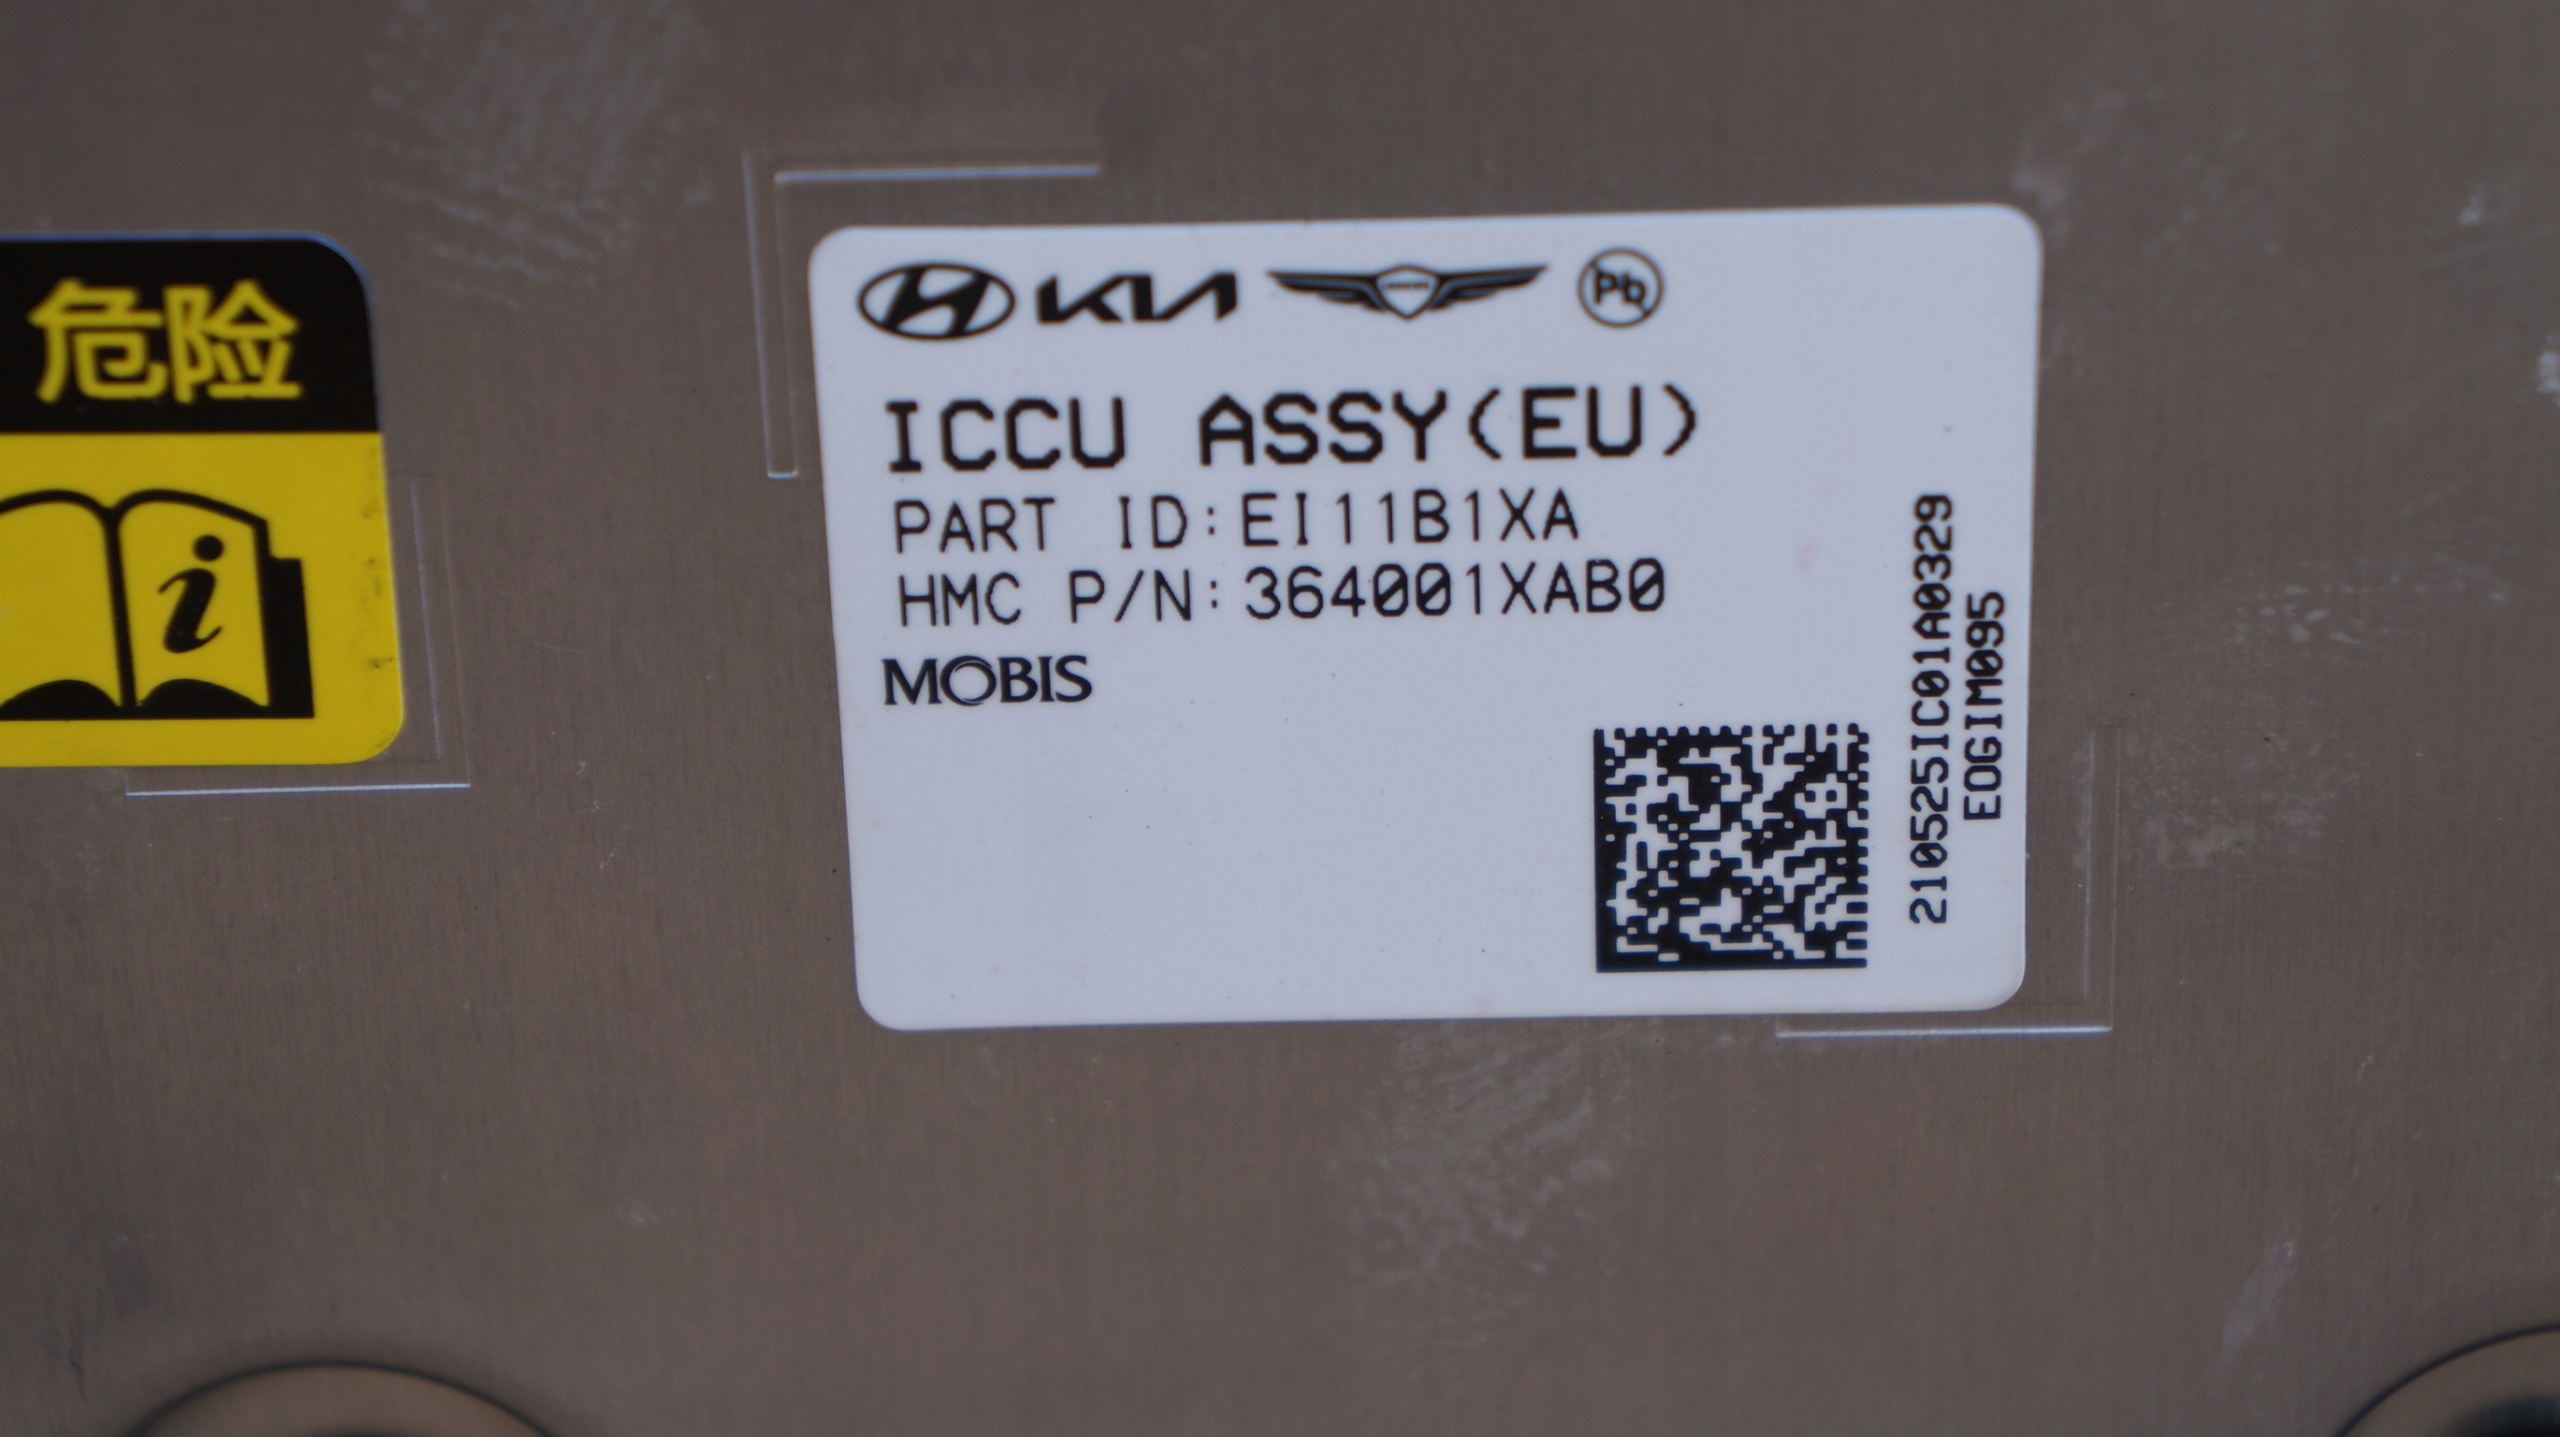 危险
i
KIA
Pb
ICCU ASSY(EU)
PART ID:EI11B1XA
HMC P/N:364001XAB0
MOBIS
210525IC01A0329
EOGIM095